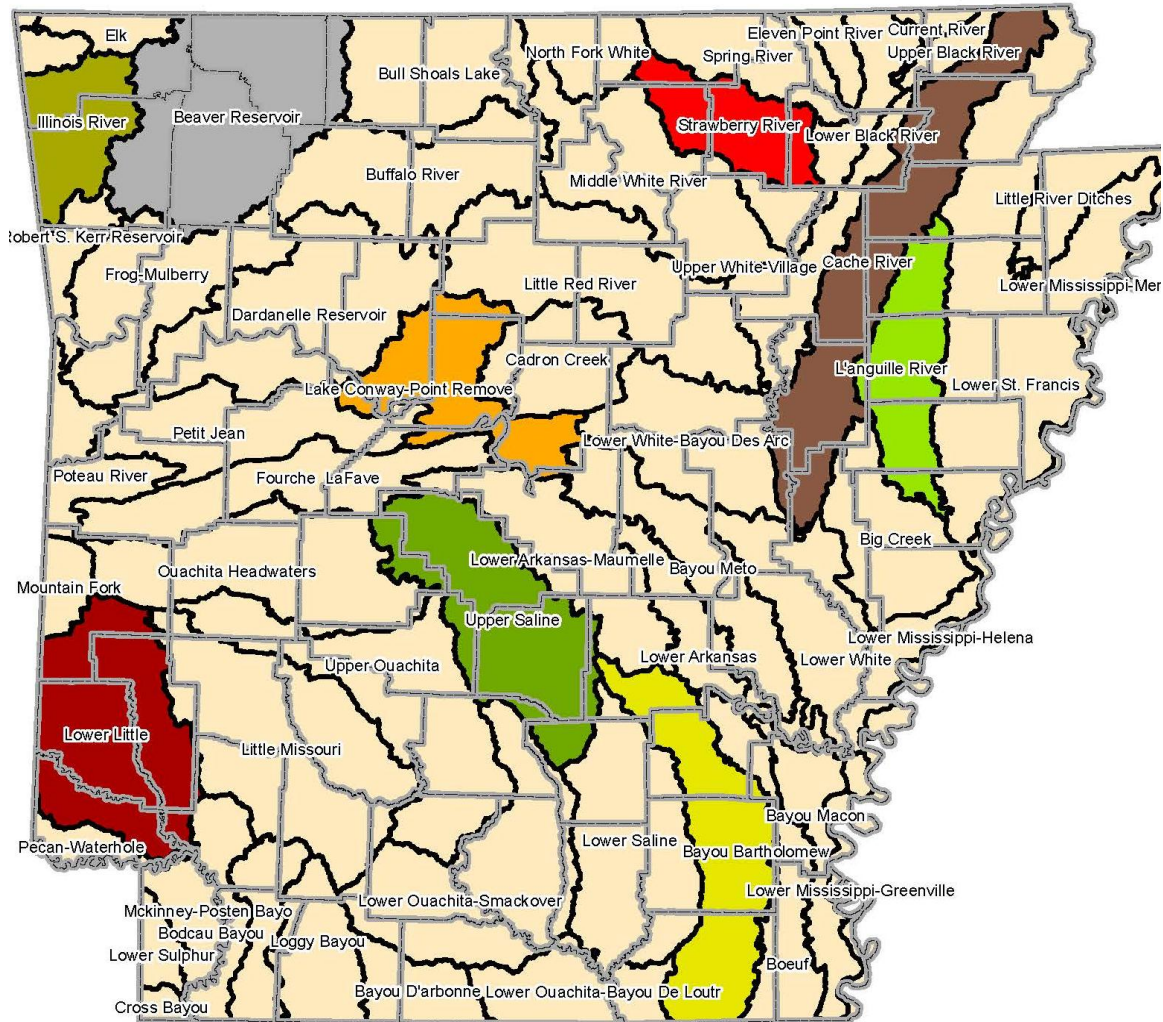 Elk
North Fork White
Eleven Point River
Current River
Spring River
Upper Black River
Bull Shoals Lake
Illinois River
Beaver Reservoir
Strawberry River
Lower Black River
Buffalo River
Middle White River
Little River Ditches
Robert S. Kerr Reservoir
Frog-Mulberry
Upper White-Village
Cache River
Little Red River
Lower Mississippi-Mem
Dardanelle Reservoir
Cadron Creek
L'anguille River
Lake Conway-Point Remove
Lower St. Francis
Petit Jean
Lower White-Bayou Des Arc
Poteau River
Fourche LaFave
Big Creek
Lower Arkansas-Maumelle
Bayou Meto
Ouachita Headwaters
Mountain Fork
Upper Saline
Lower Mississippi-Helena
Lower Arkansas
Lower White
Upper Ouachita
Lower Little
Little Missouri
Bayou Macon
Pecan-Waterhole
Lower Saline
Bayou Bartholomew
Lower Mississippi-Greenville
Lower Ouachita-Smackover
Mckinney-Posten Bayo
Bodcau Bayou
Loggy Bayou
Lower Sulphur
Boeuf
Bayou D'arbonne
Lower Ouachita-Bayou De Loutr
Cross Bayou